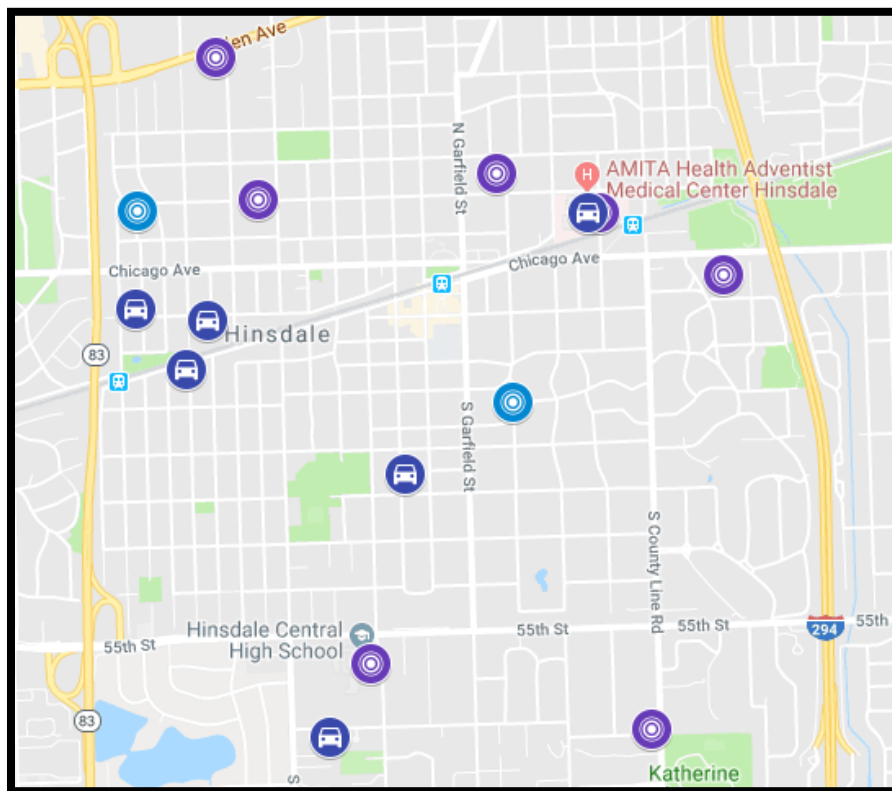 den Ave
N Garfield St
H
AMITA Health Adventist
Medical Center Hinsdale
Chicago Ave
Chicago Ave
Hinsdale
83
S Garfield St
S County Line Rd
Hinsdale Central
High School
55th St
55th St
55th St
55th
294
83
S
Katherine